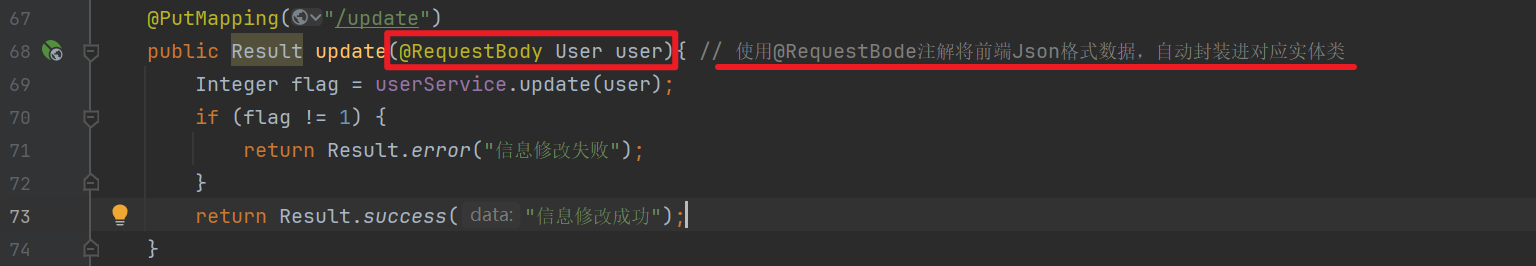 67 @PutMapping("/update")
68 public Result update(@RequestBody User user){ // 使用@RequestBode注解将前端Json格式数据，自动封装进对应实体类
69 Integer flag = userService.update(user);
70 if (flag != 1) {
71 return Result.error("信息修改失败");
72 }
73 return Result.success( data: "信息修改成功");
74 }